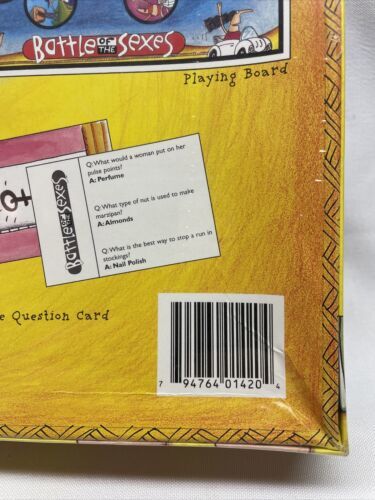 Battle OF THE Sexes
Playing Board
Battle OF THE Sexes
Q: What would a woman put on her
pulse points?
A: Perfume
Q: What type of nut is used to make
marzipan?
A: Almonds
Q: What is the best way to stop a run in
stockings?
A: Nail Polish
e Question Card
7 94764 01420 4